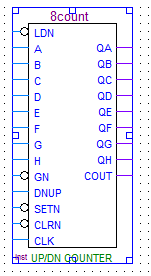 8count
LDN
A QA
B QB
C QC
D QD
E QE
F QF
G QG
H QH
GN COUT
DNUP
SETN
CLRN
CLK
inst UP/DN COUNTER